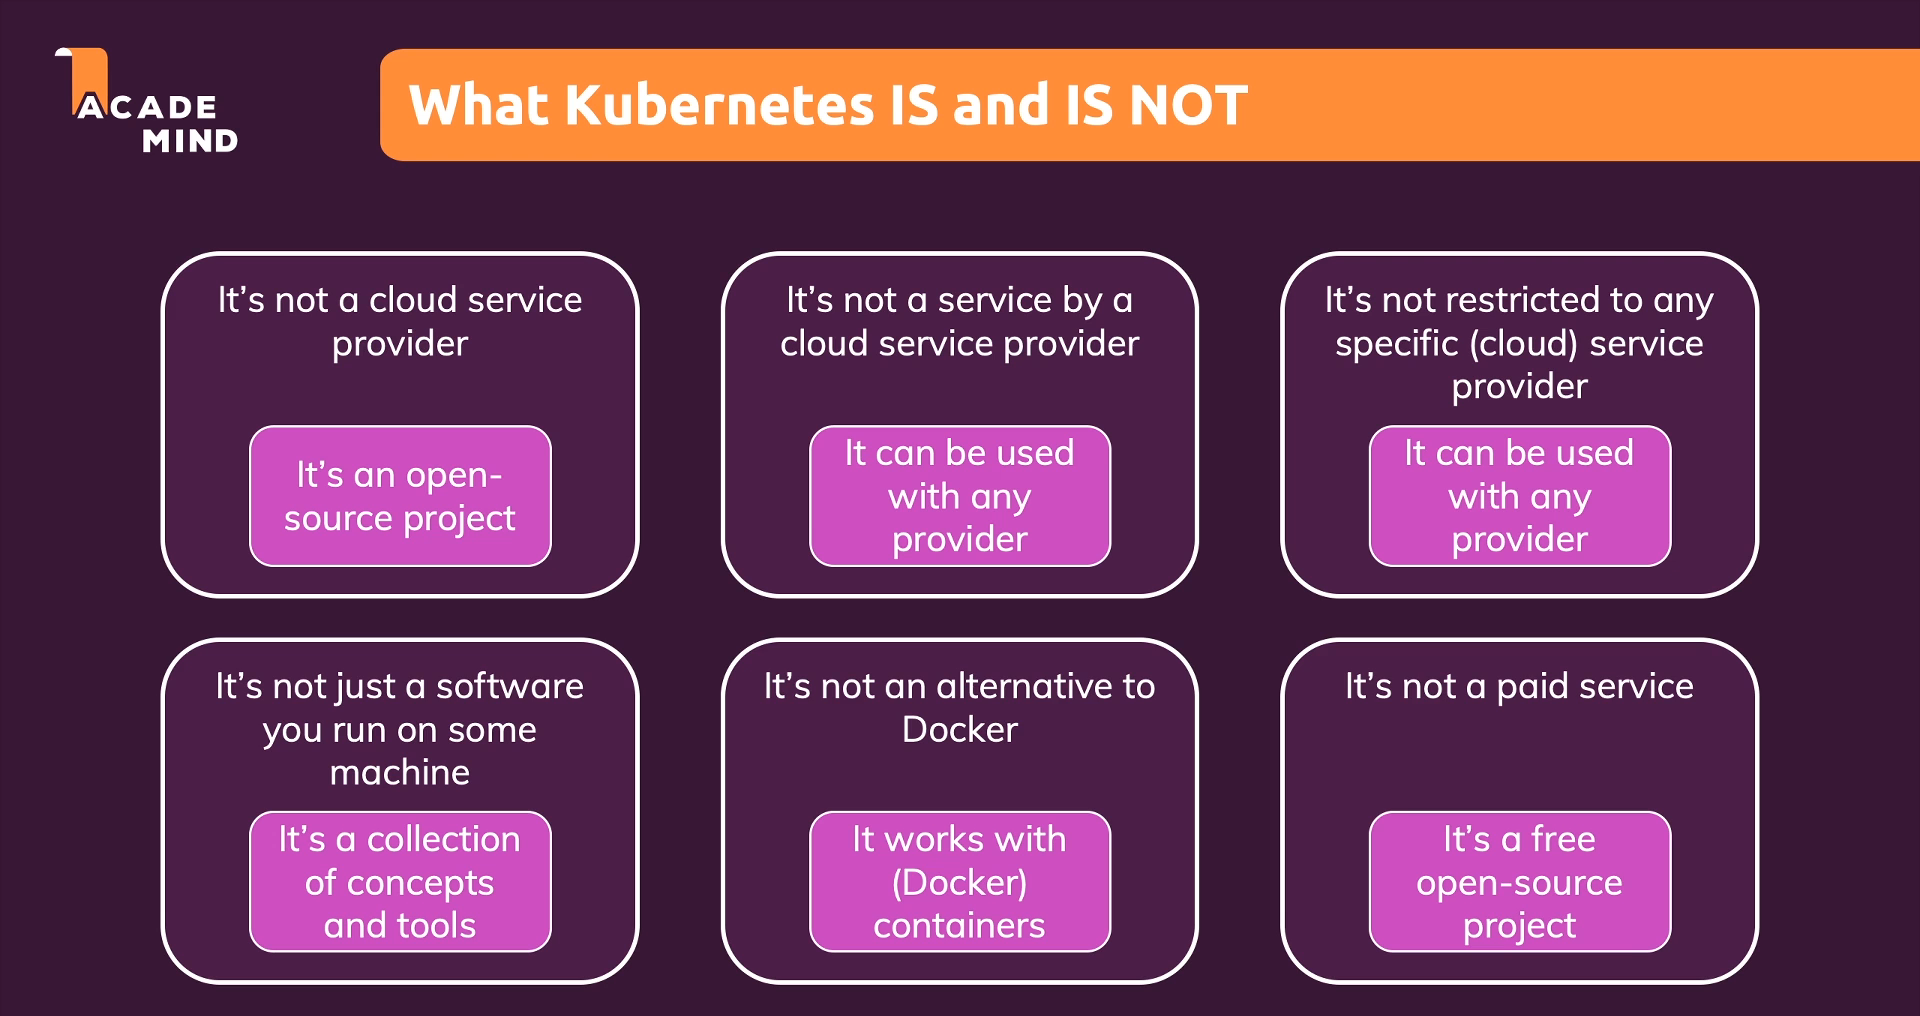 ACADE
MIND
What Kubernetes IS and IS NOT
It’s not a cloud service
provider
It’s an open-
source project
It’s not a service by a
cloud service provider
It can be used
with any
provider
It’s not restricted to any
specific (cloud) service
provider
It can be used
with any
provider
It’s not just a software
you run on some
machine
It’s a collection
of concepts
and tools
It’s not an alternative to
Docker
It works with
(Docker)
containers
It’s not a paid service
It’s a free
open-source
project